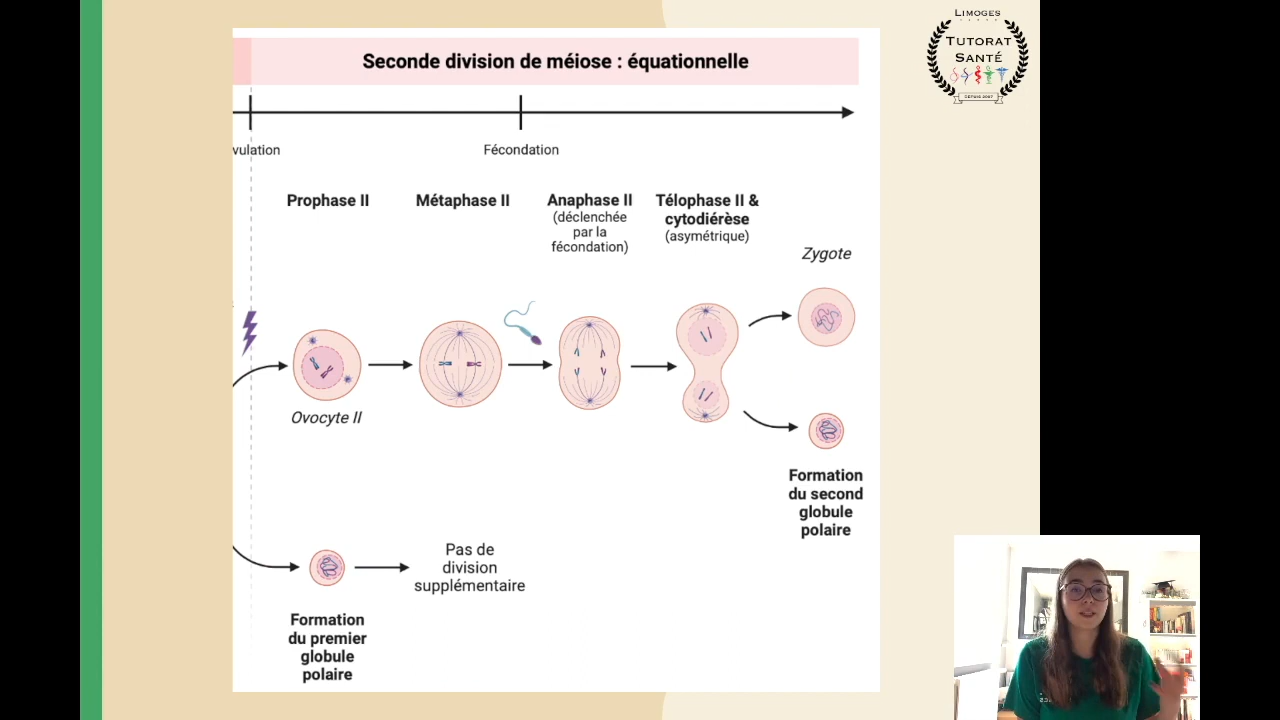 LIMOGES
TUTORAT
SANTÉ
DEPUIS 2007
Seconde division de méiose : équationnelle
vulation
Fécondation
Prophase II
Métaphase II
Anaphase II
(déclenchée
par la
fécondation)
Télophase II &
cytodiérèse
(asymétrique)
Zygote
Ovocyte II
Formation
du second
globule
polaire
Pas de
division
supplémentaire
Formation
du premier
globule
polaire